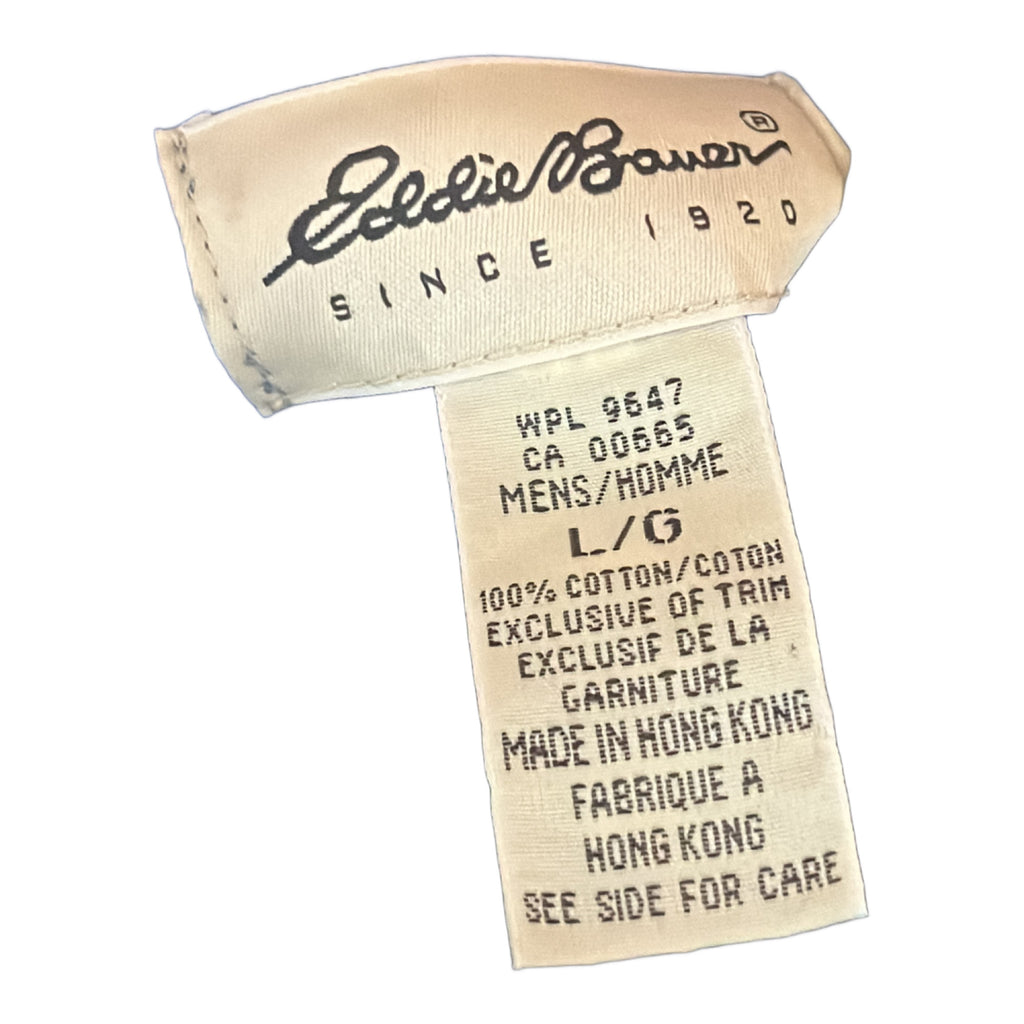 Eddie Bauer®
SINCE 1920
WPL 9647
CA 00665
MENS/HOMME
L/G
100% COTTON/COTON
EXCLUSIVE OF TRIM
EXCLUSIF DE LA
GARNITURE
MADE IN HONG KONG
FABRIQUE A
HONG KONG
SEE SIDE FOR CARE